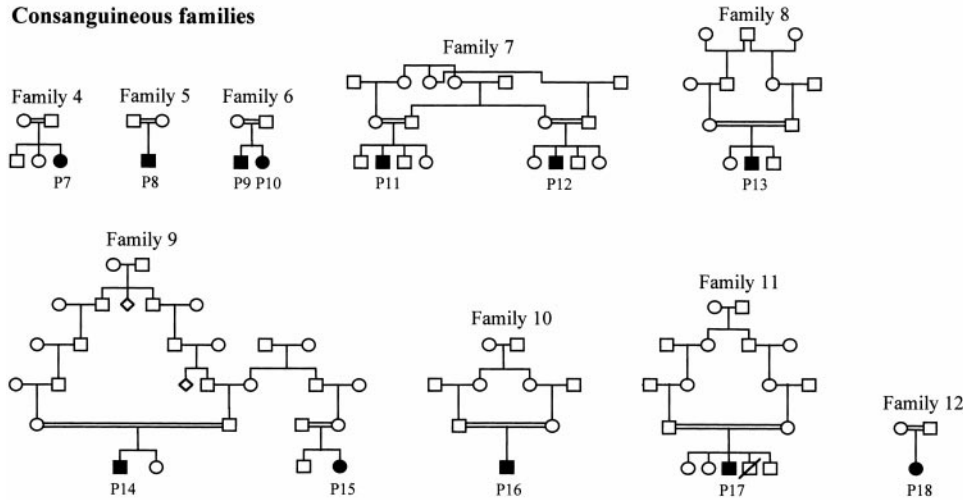 Consanguineous families
Family 4
Family 5
Family 6
Family 7
Family 8
P7
P8
P9 P10
P11
P12
P13
Family 9
Family 10
Family 11
Family 12
P14
P15
P16
P17
P18